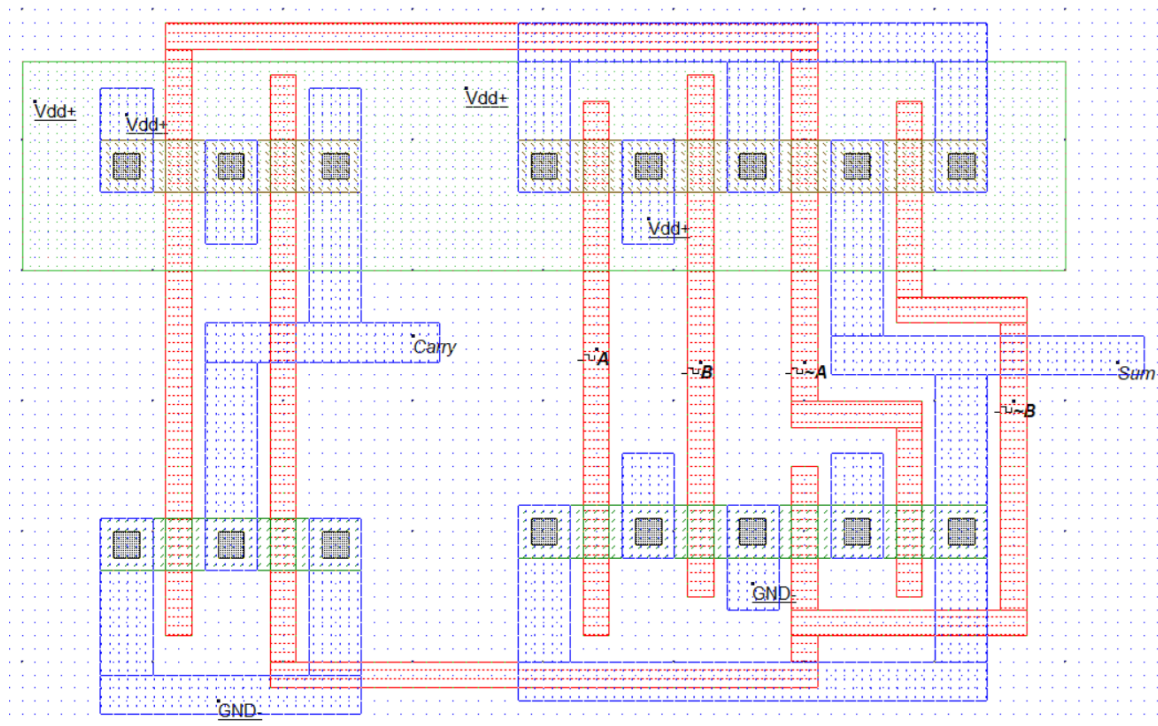 Vdd+
Vdd+
Vdd+
Vdd+
Carry
A
B
~A
Sum
~B
GND-
GND-